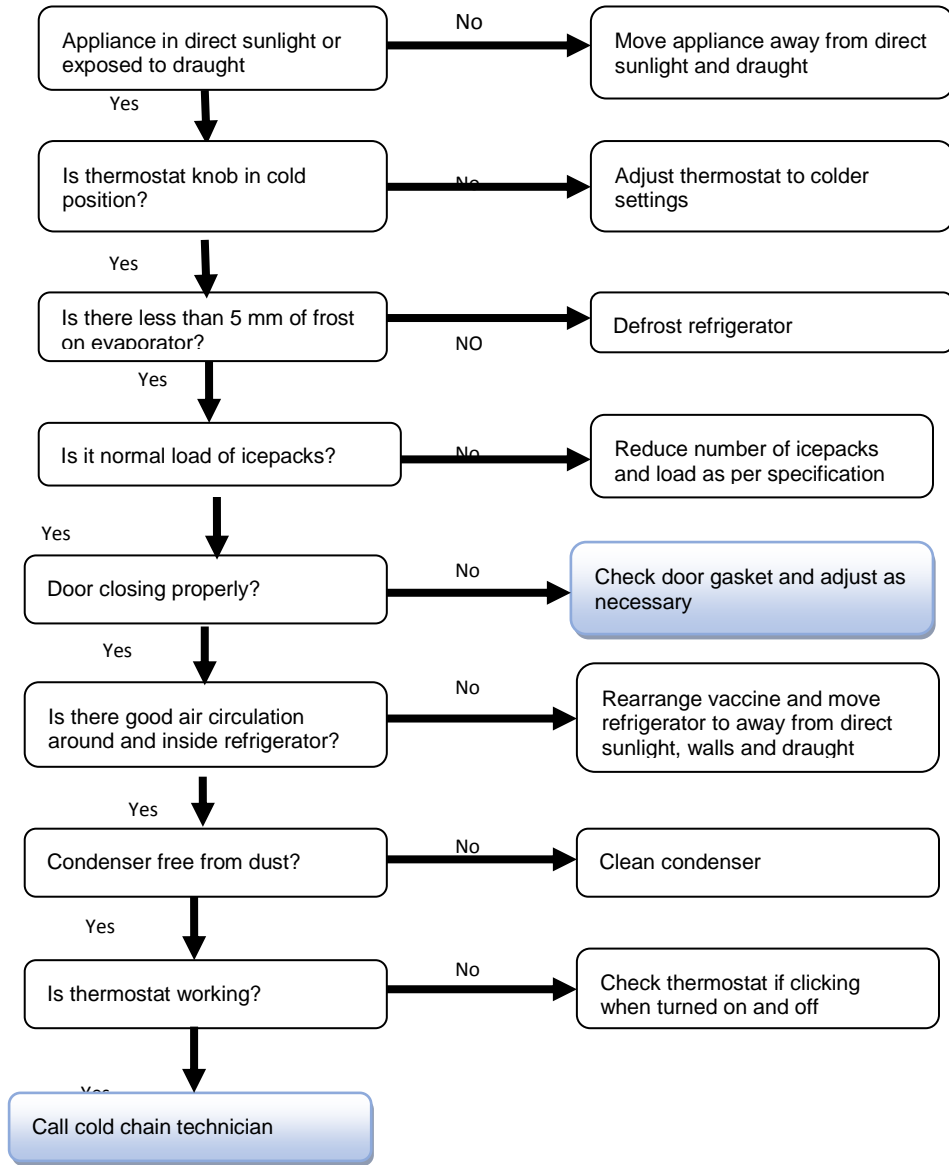 No
Appliance in direct sunlight or
exposed to draught
Move appliance away from direct
sunlight and draught
Yes
Is thermostat knob in cold
position?
No
Adjust thermostat to colder
settings
Yes
Is there less than 5 mm of frost
on evaporator?
NO
Defrost refrigerator
Yes
Is it normal load of icepacks?
No
Reduce number of icepacks
and load as per specification
Yes
Door closing properly?
No
Check door gasket and adjust as
necessary
Yes
Is there good air circulation
around and inside refrigerator?
No
Rearrange vaccine and move
refrigerator to away from direct
sunlight, walls and draught
Yes
Condenser free from dust?
No
Clean condenser
Yes
Is thermostat working?
No
Check thermostat if clicking
when turned on and off
Yes
Call cold chain technician